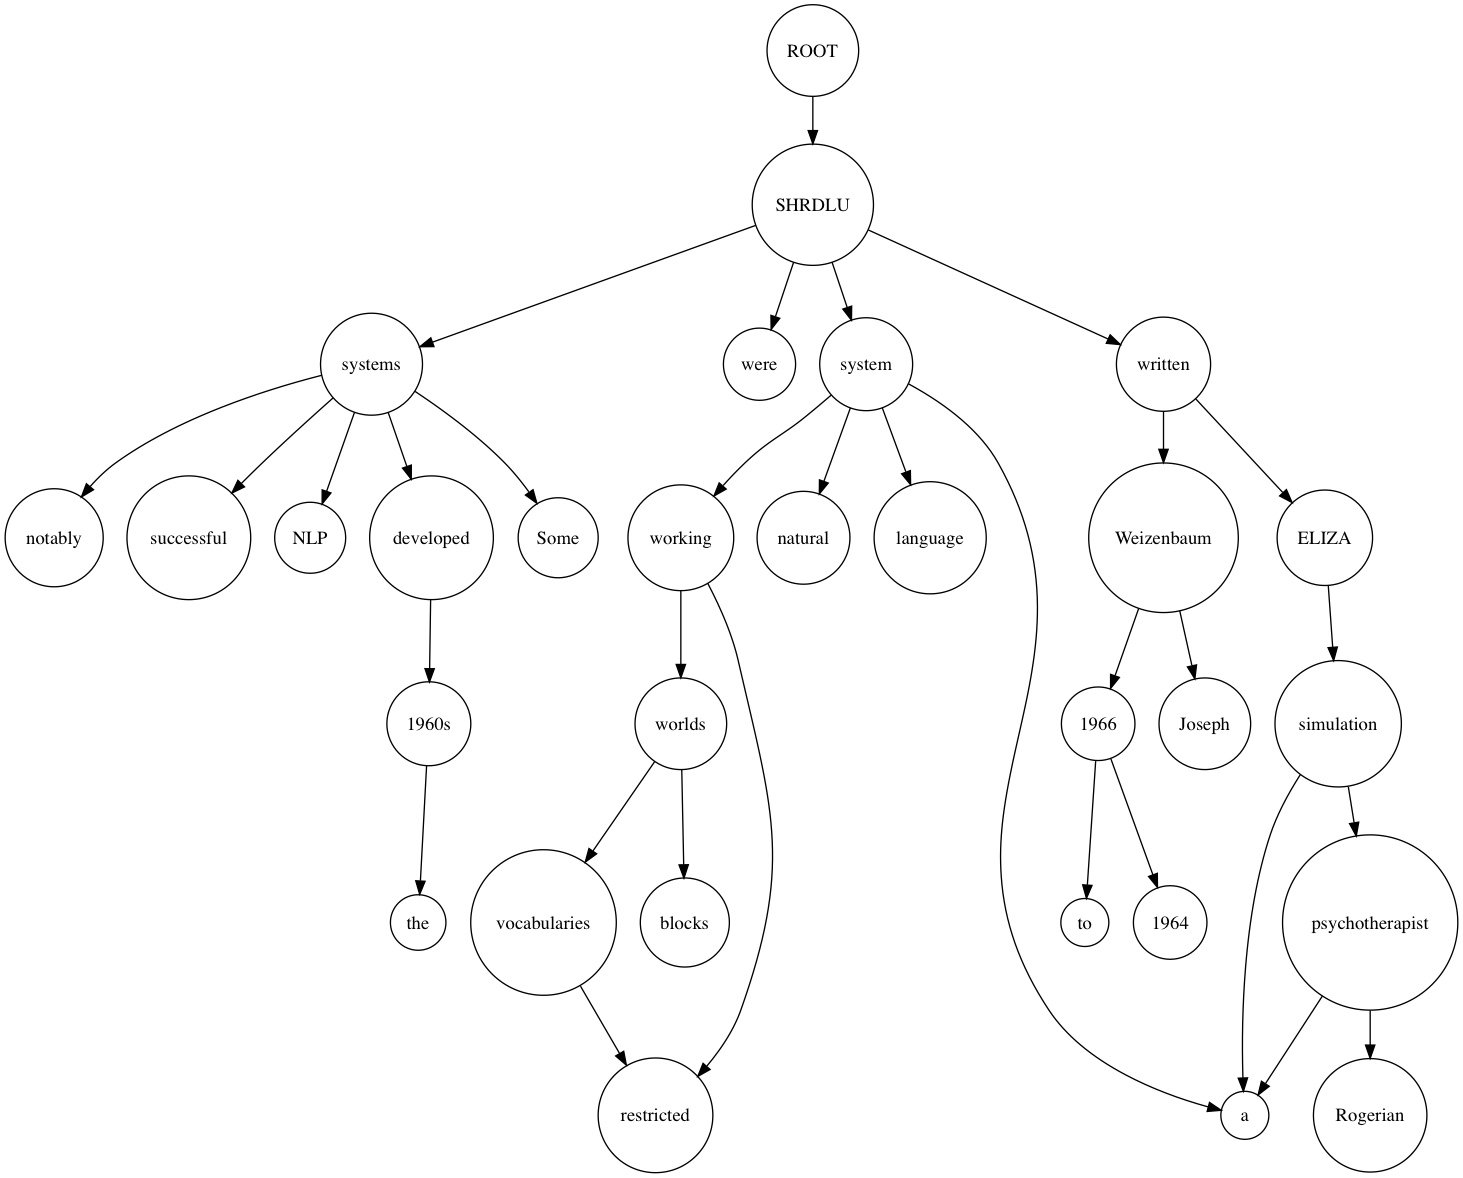 ROOT
SHRDLU
systems
were
system
written
notably
successful
NLP
developed
Some
working
natural
language
Weizenbaum
ELIZA
1960s
worlds
1966
Joseph
simulation
the
vocabularies
blocks
to
1964
psychotherapist
restricted
a
Rogerian